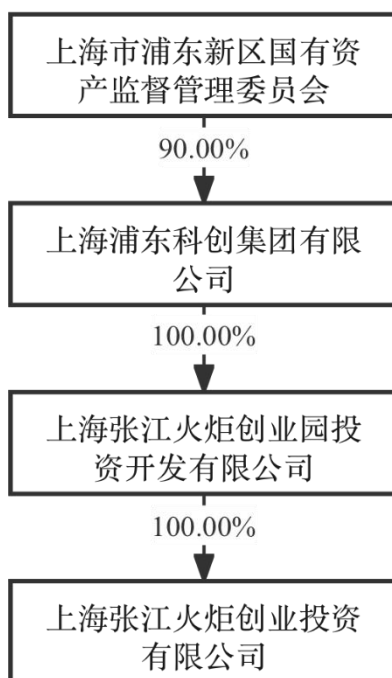 上海市浦东新区国有资
产监督管理委员会
90.00%
上海浦东科创集团有限
公司
100.00%
上海张江火炬创业园投
资开发有限公司
100.00%
上海张江火炬创业投资
有限公司